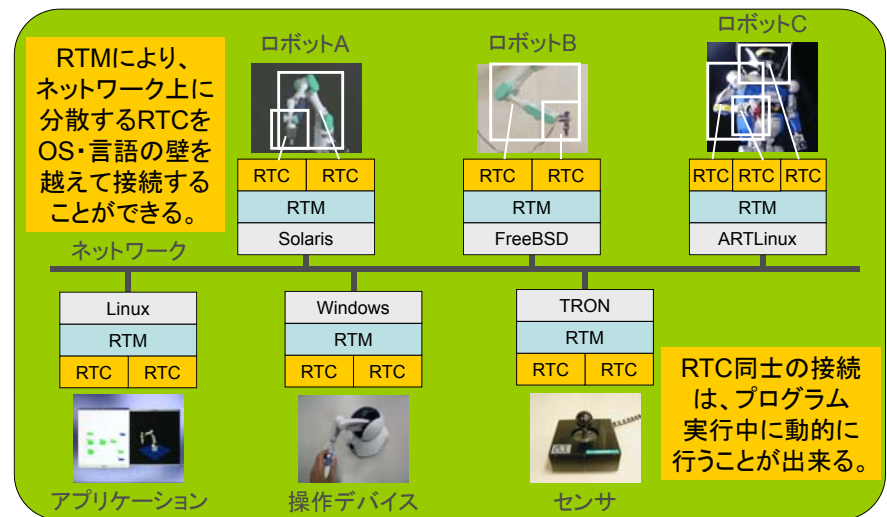 ロボットA
ロボットB
ロボットC
RTMにより、
ネットワーク上に
分散するRTCを
OS・言語の壁を
越えて接続する
ことができる。
RTC RTC
RTM
Solaris
RTC RTC
RTM
FreeBSD
RTC RTC RTC
RTM
ARTLinux
ネットワーク
Linux
RTM
RTC RTC
アプリケーション
Windows
RTM
RTC RTC
操作デバイス
TRON
RTM
RTC RTC
センサ
RTC同士の接続
は、プログラム
実行中に動的に
行うことが出来る。